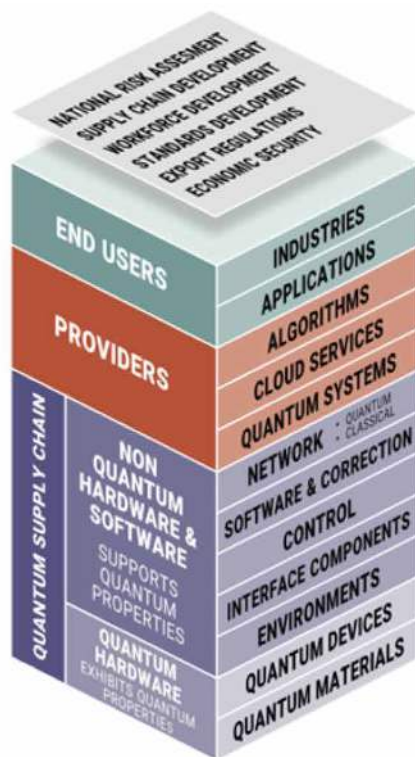 NATIONAL RISK ASSESMENT
SUPPLY CHAIN DEVELOPMENT
WORKFORCE DEVELOPMENT
STANDARDS DEVELOPMENT
EXPORT REGULATIONS
ECONOMIC SECURITY
END USERS
INDUSTRIES
APPLICATIONS
PROVIDERS
ALGORITHMS
CLOUD SERVICES
QUANTUM SYSTEMS
QUANTUM SUPPLY CHAIN
NON
QUANTUM
HARDWARE &
SOFTWARE
SUPPORTS
QUANTUM
PROPERTIES
NETWORK
• QUANTUM
• CLASSICAL
SOFTWARE & CORRECTION
CONTROL
INTERFACE COMPONENTS
ENVIRONMENTS
QUANTUM
HARDWARE
EXHIBITS QUANTUM
PROPERTIES
QUANTUM DEVICES
QUANTUM MATERIALS